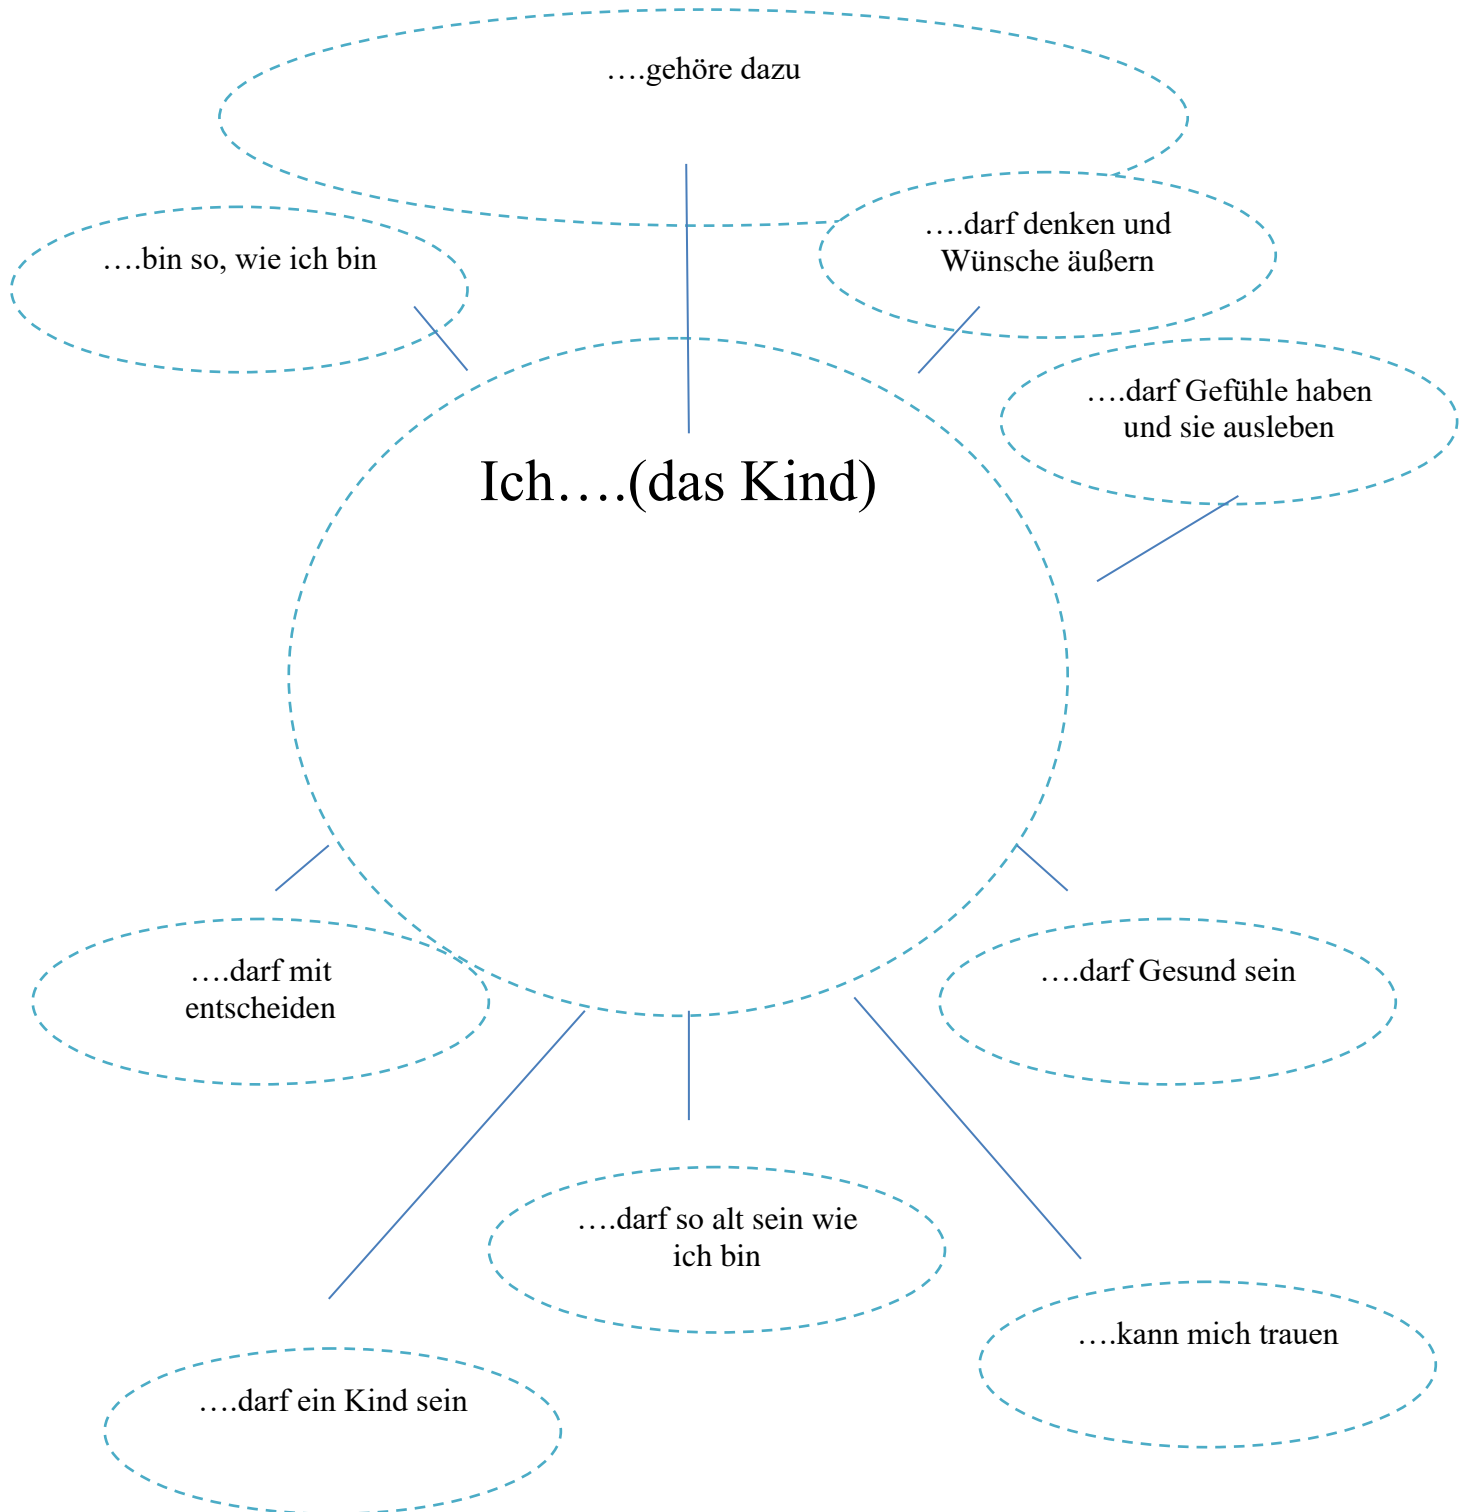 ….gehöre dazu
….darf denken und
Wünsche äußern
….bin so, wie ich bin
….darf Gefühle haben
und sie ausleben
Ich….(das Kind)
….darf mit
entscheiden
….darf Gesund sein
….darf so alt sein wie
ich bin
….kann mich trauen
….darf ein Kind sein